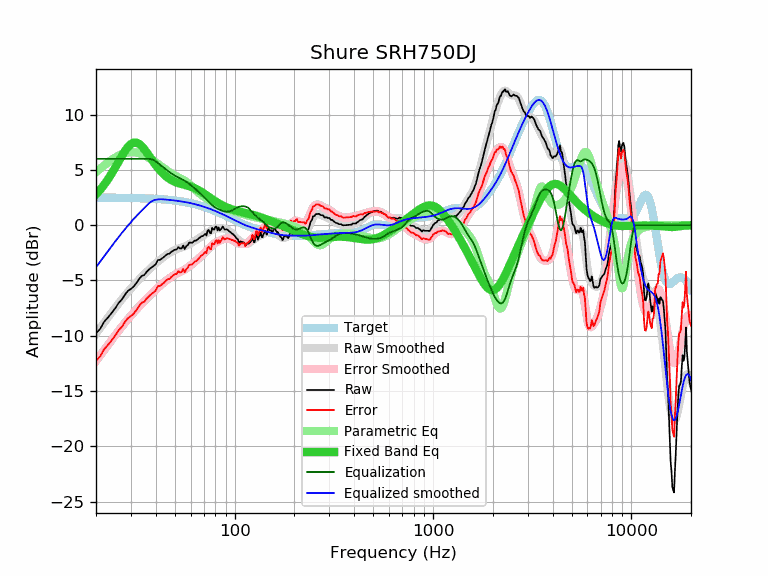 Shure SRH750DJ
10
5
0
−5
−10
−15
−20
−25
Amplitude (dBr)
Target
Raw Smoothed
Error Smoothed
Raw
Error
Parametric Eq
Fixed Band Eq
Equalization
Equalized smoothed
100
1000
10000
Frequency (Hz)